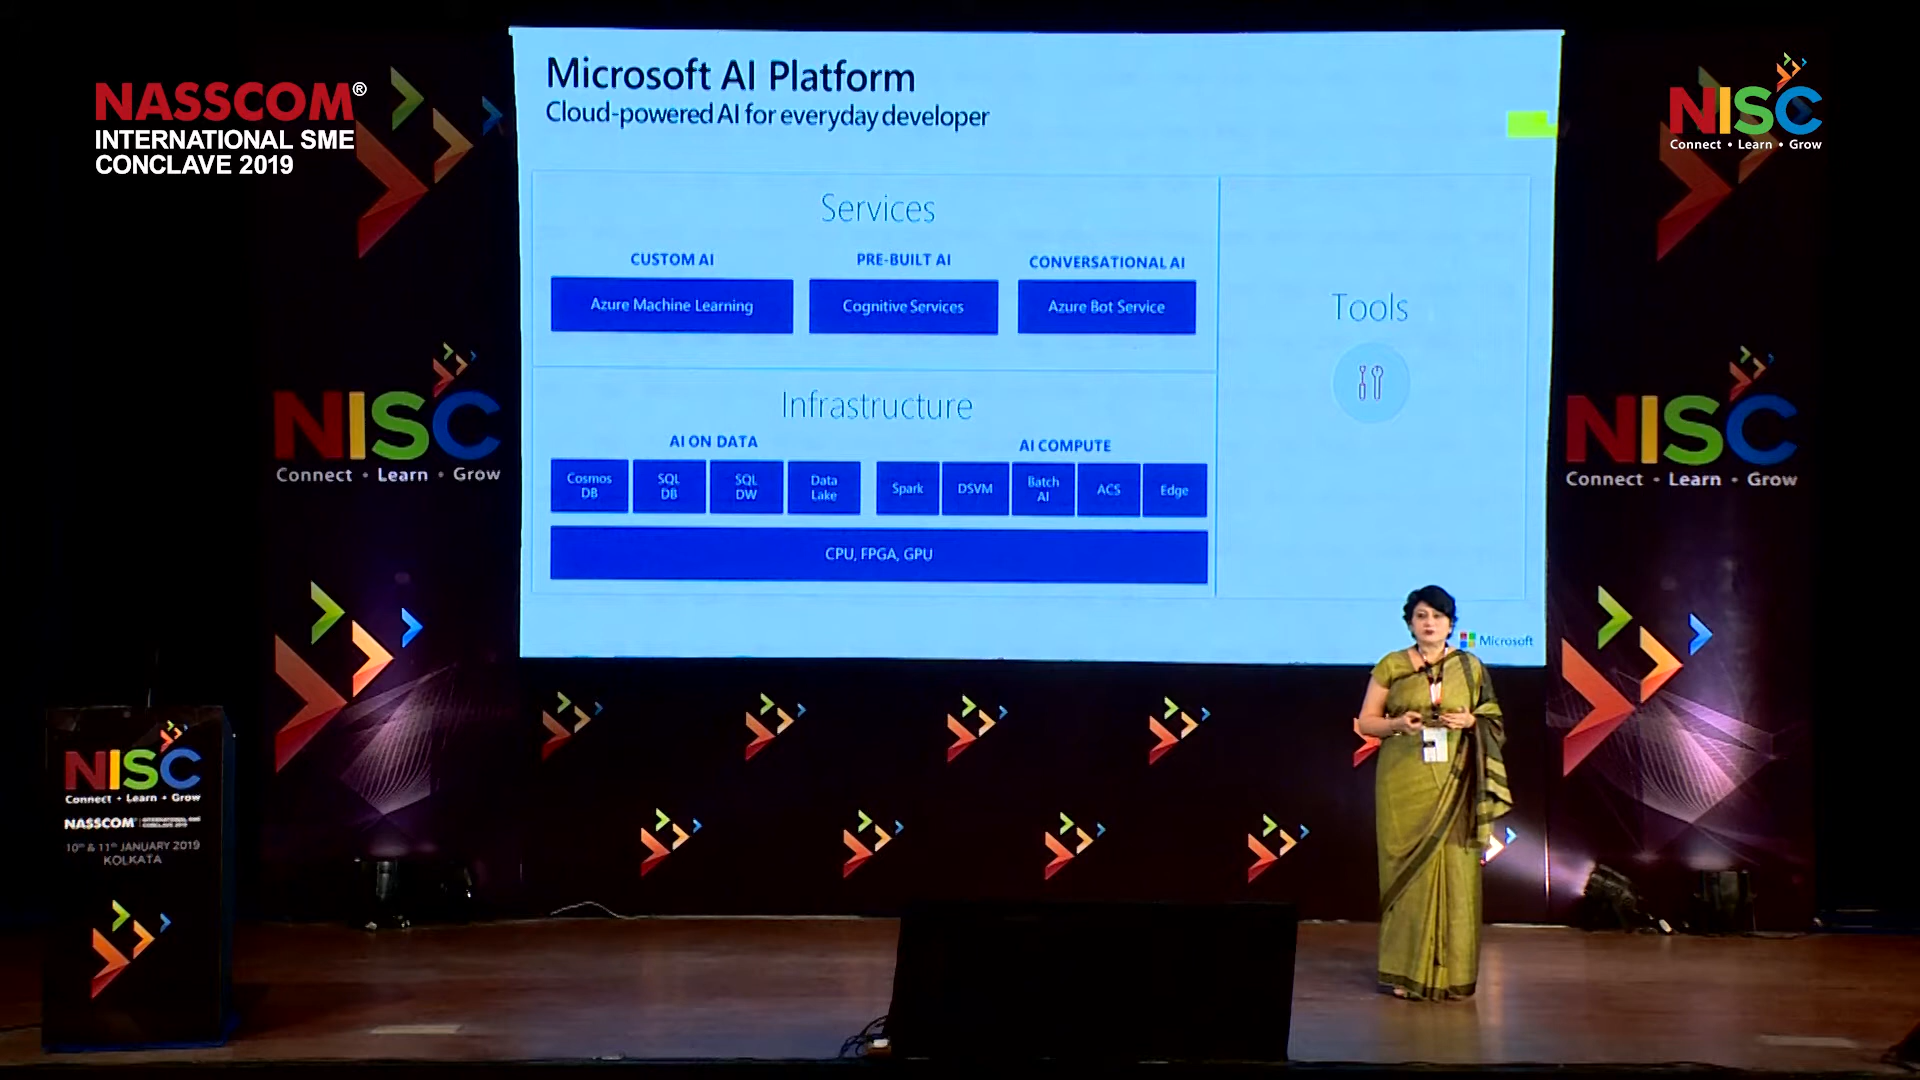 NASSCOM®
INTERNATIONAL SME
CONCLAVE 2019
NISC
Connect • Learn • Grow
Microsoft AI Platform
Cloud-powered AI for everyday developer
Services
CUSTOM AI
PRE-BUILT AI
CONVERSATIONAL AI
Azure Machine Learning
Cognitive Services
Azure Bot Service
Tools
Infrastructure
AI ON DATA
AI COMPUTE
Cosmos
DB
SQL
DB
SQL
DW
Data
Lake
Spark
DSVM
Batch
AI
ACS
Edge
CPU, FPGA, GPU
Microsoft
NISC
Connect • Learn • Grow
NISC
Connect • Learn • Grow
NISC
Connect • Learn • Grow
NASSCOM
INTERNATIONAL SME
CONCLAVE 2019
10th & 11th JANUARY 2019
KOLKATA